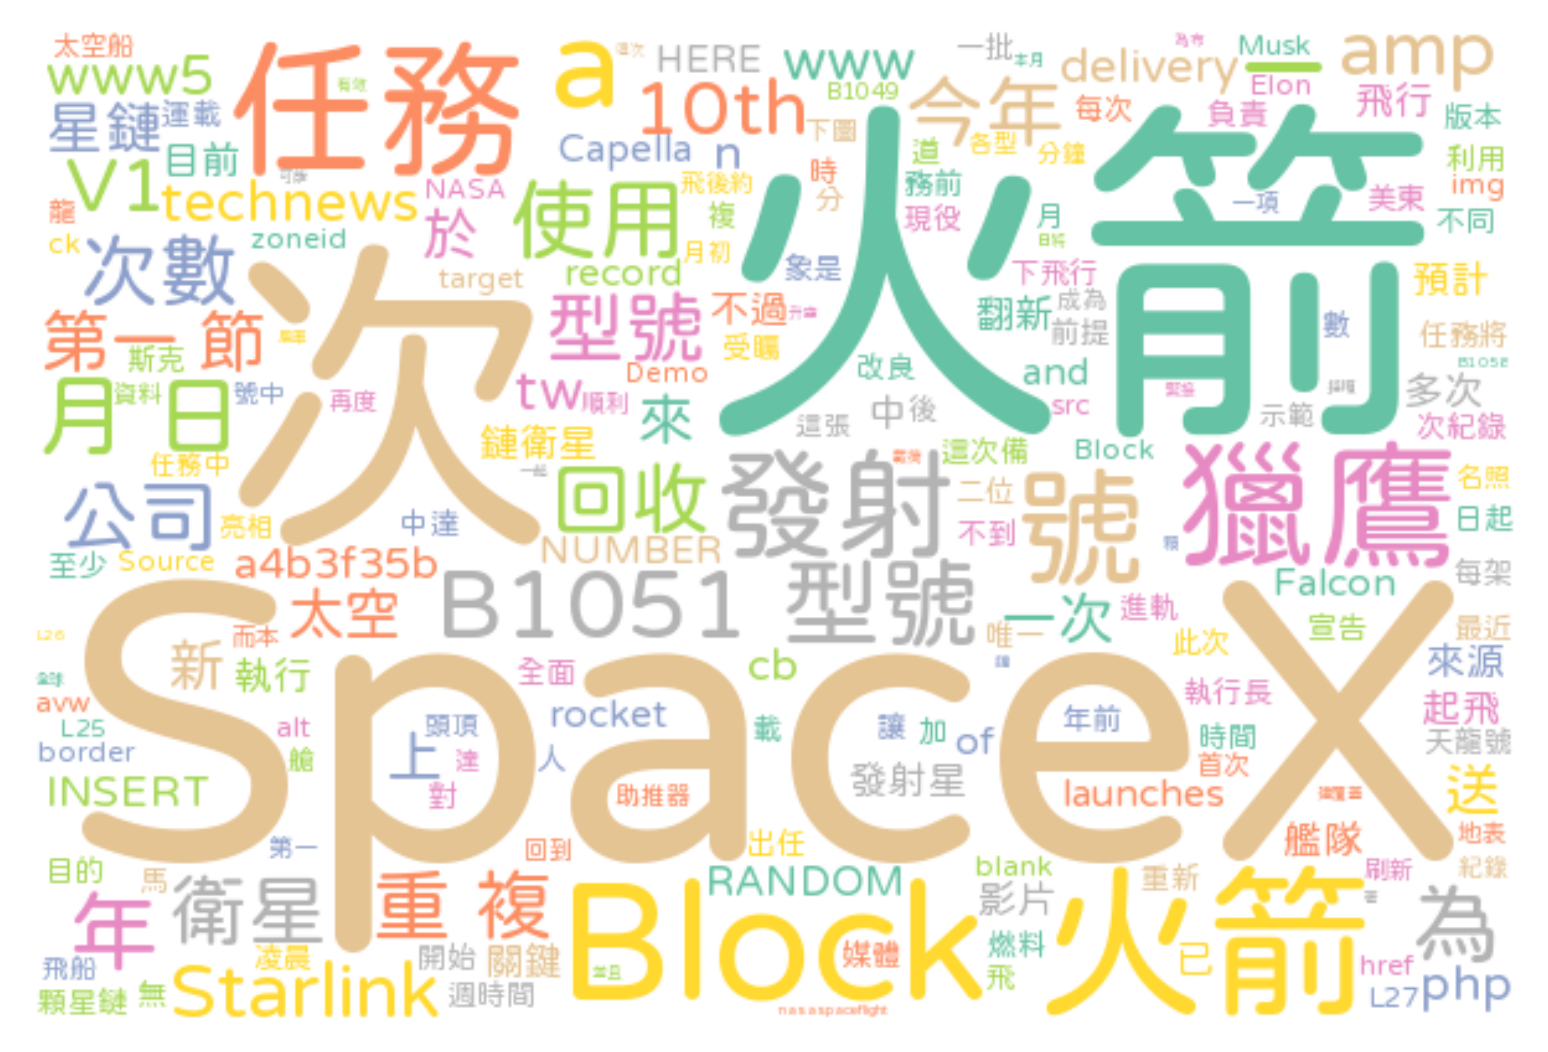 太空船
www5
任務
a
HERE
www
一批
本月
delivery
Musk
amp
有效
10th
B1049
今年
每次
Elon
負責
飛行
版本
星鏈
運載
目前
Capella
n
下圖
道
各型
分鐘
火箭
利用
img
V1
technews
NASA
於
使用
飛後約
時
分
務前
現役
月
一項
美東
不同
龍
ck
次數
zoneid
target
record
複
月初
象是
下飛行
預計
第一 節
斯克
次
型號
不過
受矚
翻新
成為
前提
數
任務將
B1058
月 日
資料
號中
再度
Demo
tw
順利
來
改良
and
src
多次
這張
中後
示範
次紀錄
任務中
鏈衛星
回收
發射
這次備
Block
獵鷹
名照
公司
亮相
中達
NUMBER
二位
不到
號
日起
至少
Source
a4b3f35b
太空
B1051 型號
一次
進軌
Falcon
每架
L26
而本
新
執行
SpaceX
全面
cb
唯一
此次
宣告
最近
來源
avw
L25
border
alt
艙
頭頂
上
達
對
rocket
人
載
讓
加
of
年前
執行長
時間
首次
起飛
天龍號
INSERT
助推器
發射星
launches
送
目的
第一
回到
出任
艦隊
地表
年
馬
衛星
重 複
RANDOM
Block 火箭
blank
影片
重新
刷新
紀錄
為
飛船
顆星鏈
無
凌晨
Starlink
開始
週時間
關鍵
並且
媒體
燃料
飛
已
href
L27
php
nasaspaceflight